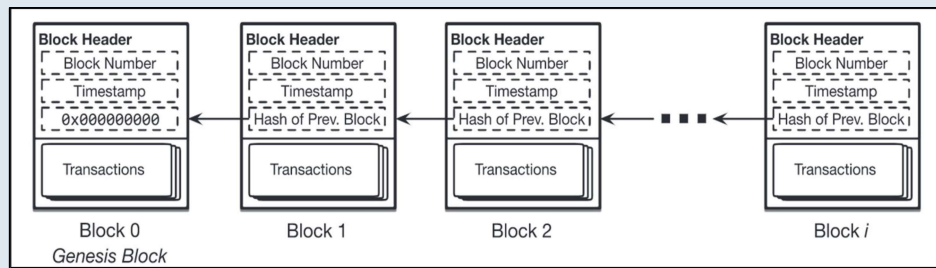 Block Header
Block Number
Timestamp
0x000000000
Transactions
Block 0
Genesis Block
Block Header
Block Number
Timestamp
Hash of Prev. Block
Transactions
Block 1
Block Header
Block Number
Timestamp
Hash of Prev. Block
Transactions
Block 2
Block Header
Block Number
Timestamp
Hash of Prev. Block
Transactions
Block i